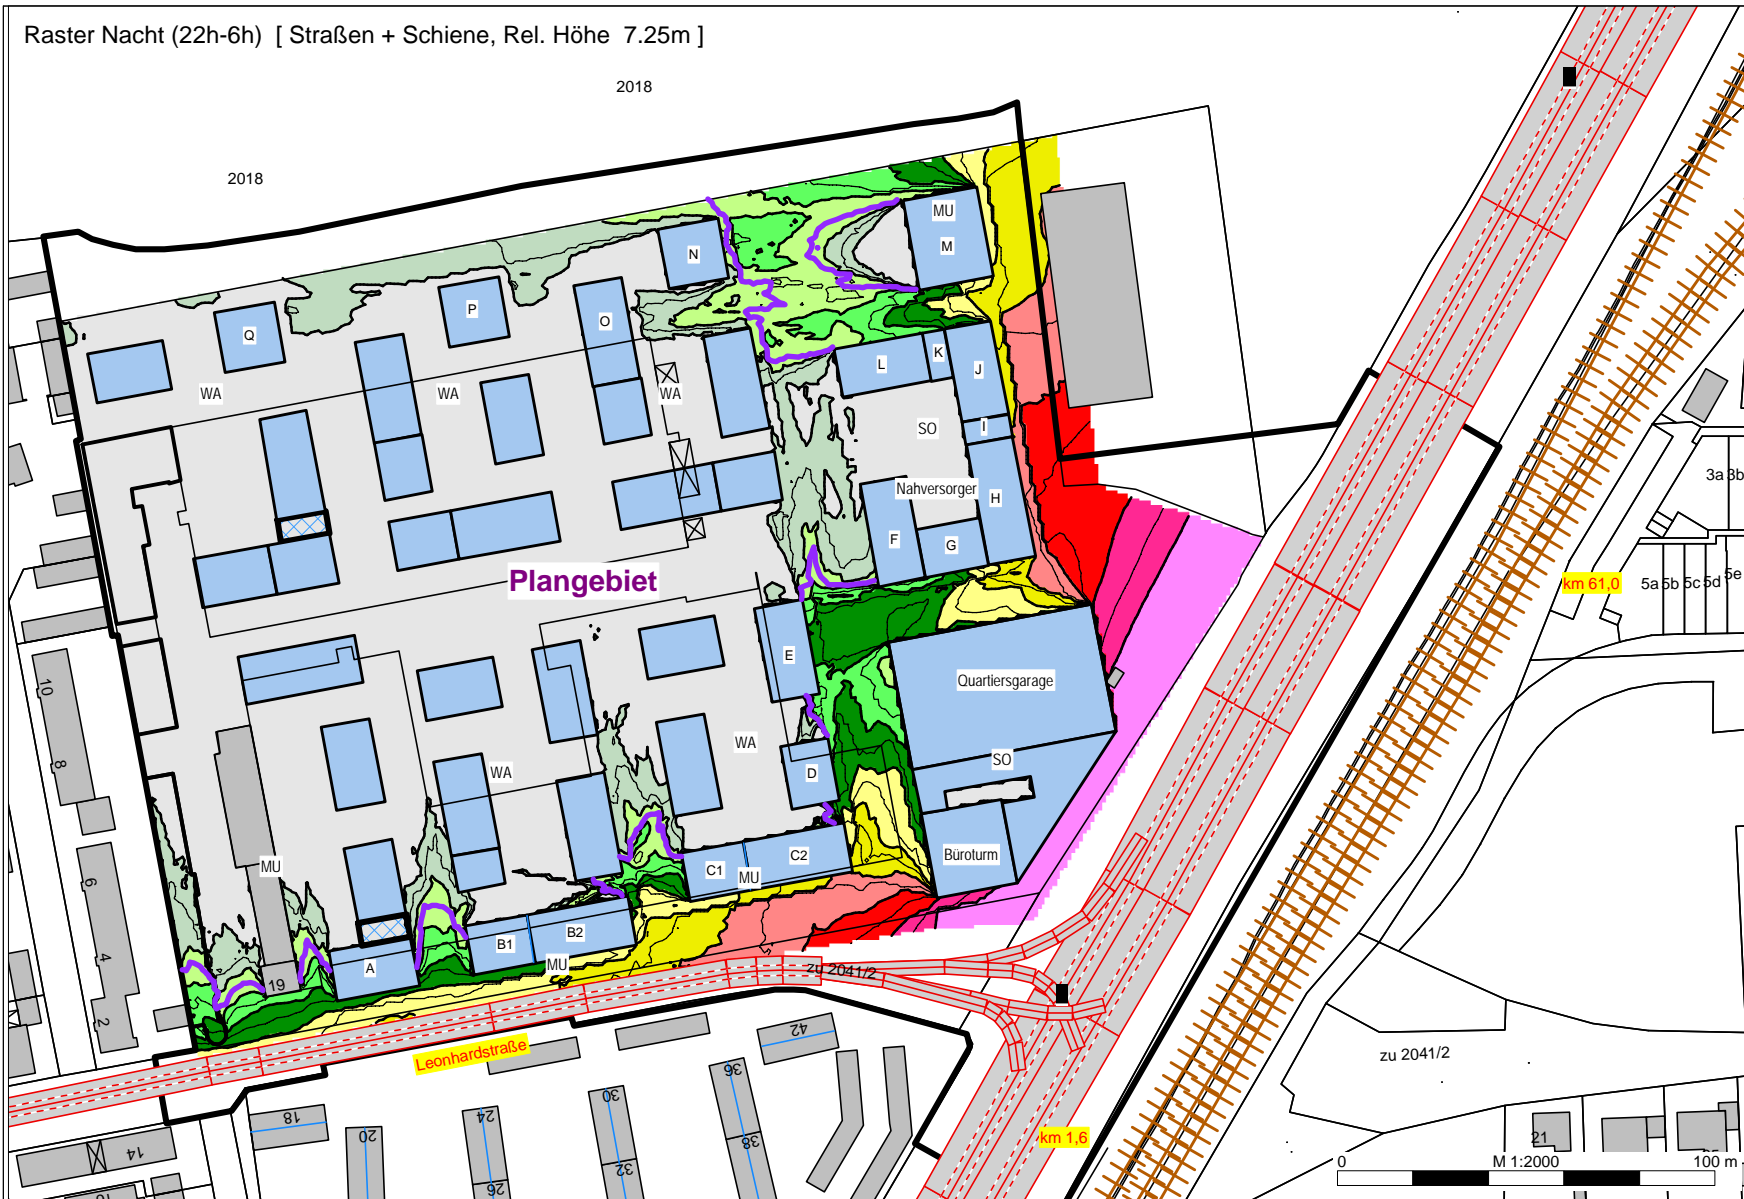 Raster Nacht (22h-6h) [ Straßen + Schiene, Rel. Höhe 7.25m ]
2018
2018
MU
M
N
P
O
Q
L
K
J
WA
WA
WA
SO
I
Nahversorger
H
F
G
3a 3b
Plangebiet
km 61,0
5a 5b 5c 5d 5e
E
10
Quartiersgarage
8
WA
SO
WA
D
MU
C1
C2
MU
Büroturm
6
B1
B2
A
MU
4
19
zu 2041/2
2
42
Leonhardstraße
zu 2041/2
36
30
24
18
20
38
32
26
14
km 1,6
21
0
M 1:2000
100 m